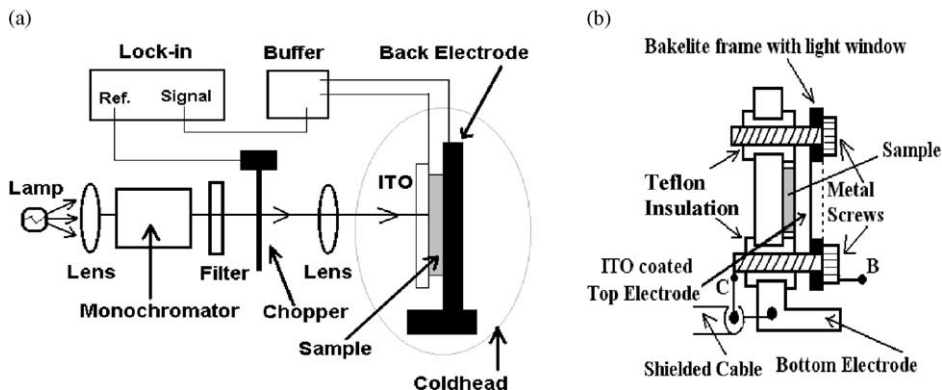 (a)
Lock-in
Ref.
Signal
Buffer
Back Electrode
ITO
Lamp
Lens
Monochromator
Filter
Chopper
Lens
Sample
Coldhead
(b)
Bakelite frame with light window
Sample
Teflon
Insulation
Metal
Screws
ITO coated
Top Electrode
C
B
Shielded Cable
Bottom Electrode